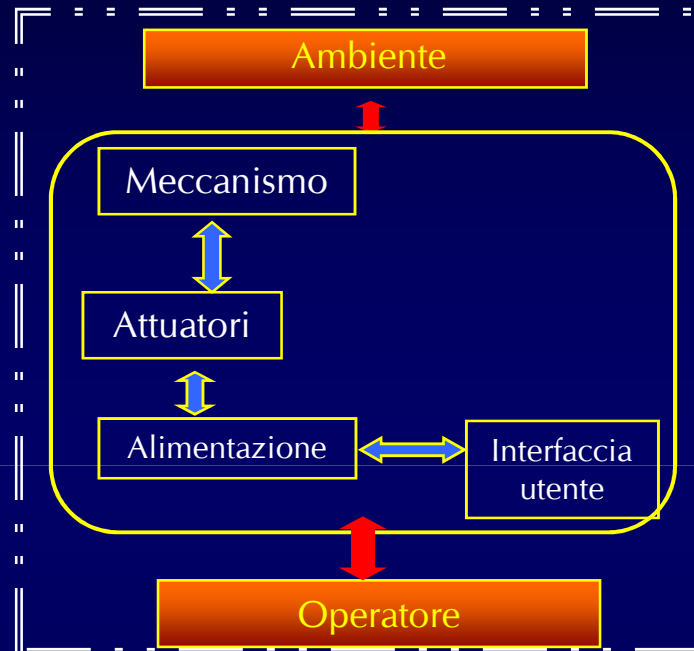 Ambiente
Meccanismo
Attuatori
Alimentazione
Interfaccia
utente
Operatore